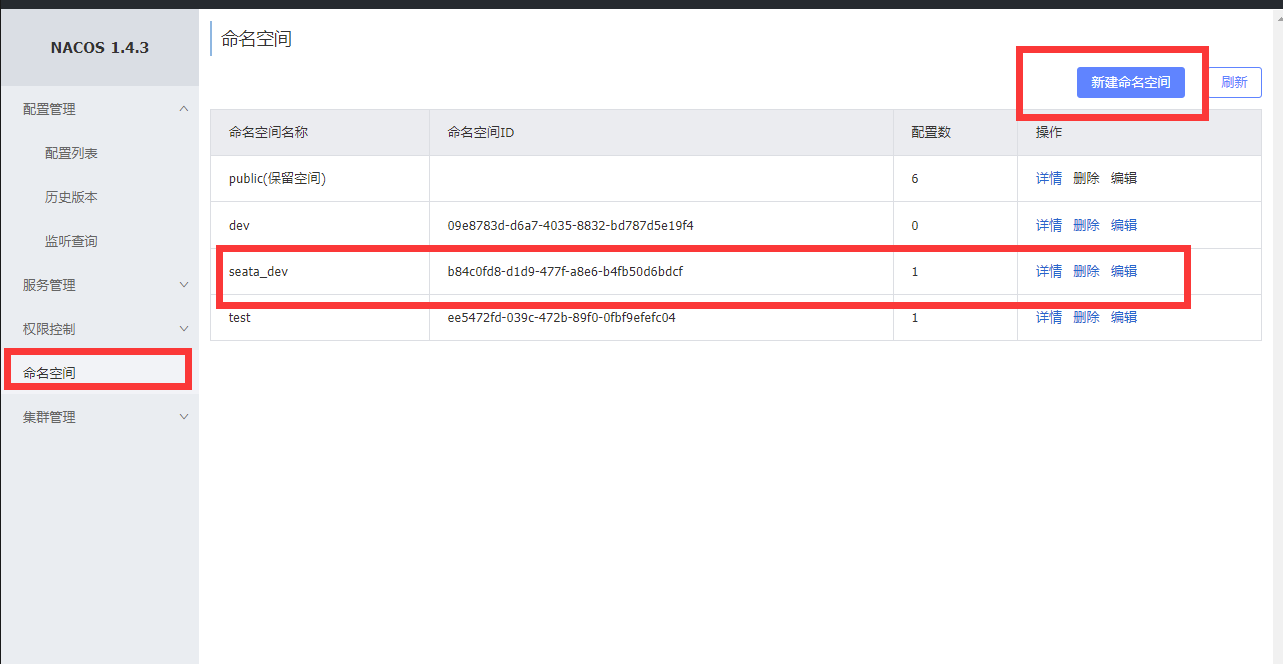 NACOS 1.4.3
配置管理
配置列表
历史版本
监听查询
服务管理
权限控制
命名空间
集群管理
命名空间
新建命名空间 刷新
命名空间名称 命名空间ID 配置数 操作
public(保留空间) 6 详情 删除 编辑
dev 09e8783d-d6a7-4035-8832-bd787d5e19f4 0 详情 删除 编辑
seata_dev b84c0fd8-d1d9-477f-a8e6-b4fb50d6bdcf 1 详情 删除 编辑
test ee5472fd-039c-472b-89f0-0fbf9efefc04 1 详情 删除 编辑